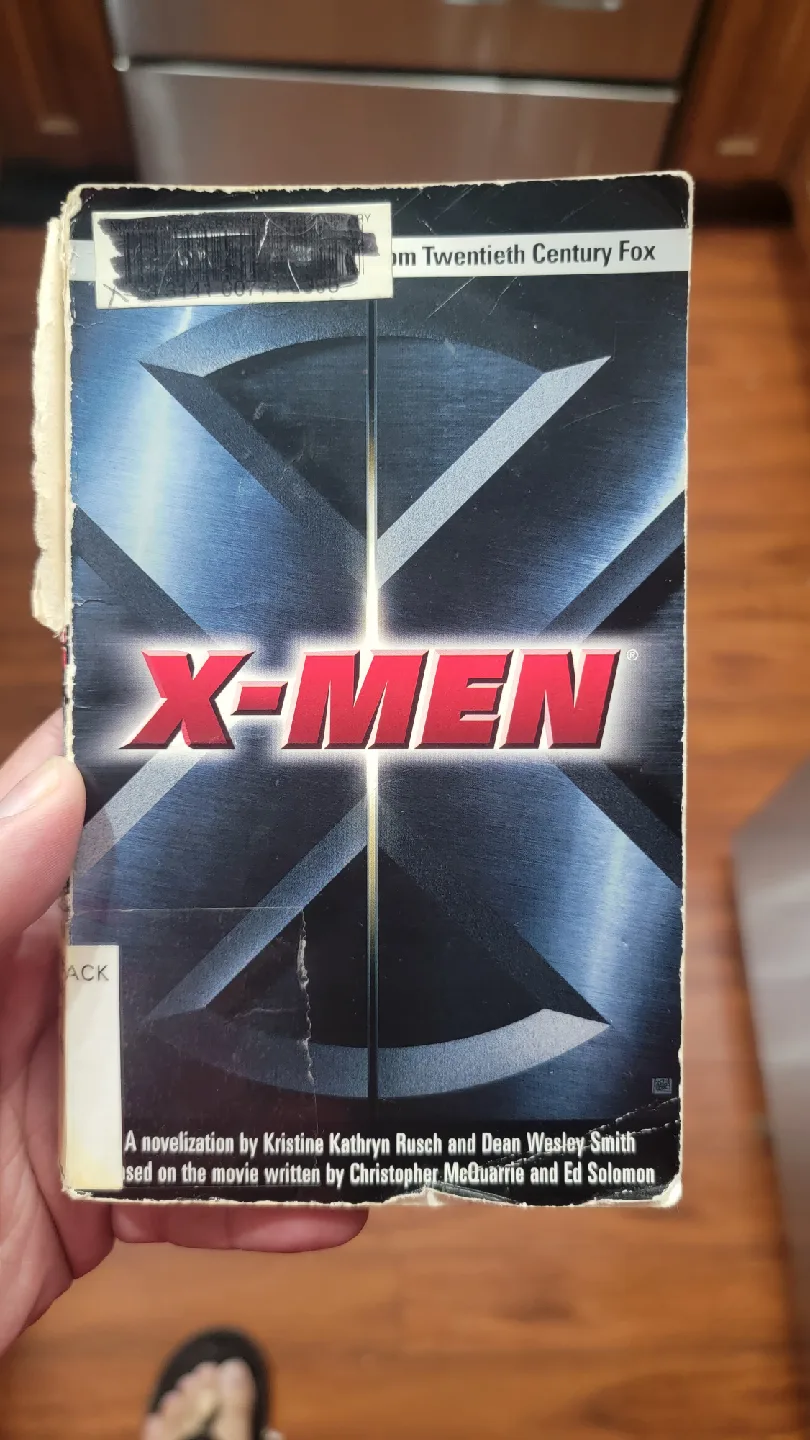 om Twentieth Century Fox
X-MEN®
ACK
A novelization by Kristine Kathryn Rusch and Dean Wesley Smith
sed on the movie written by Christopher McQuarrie and Ed Solomon